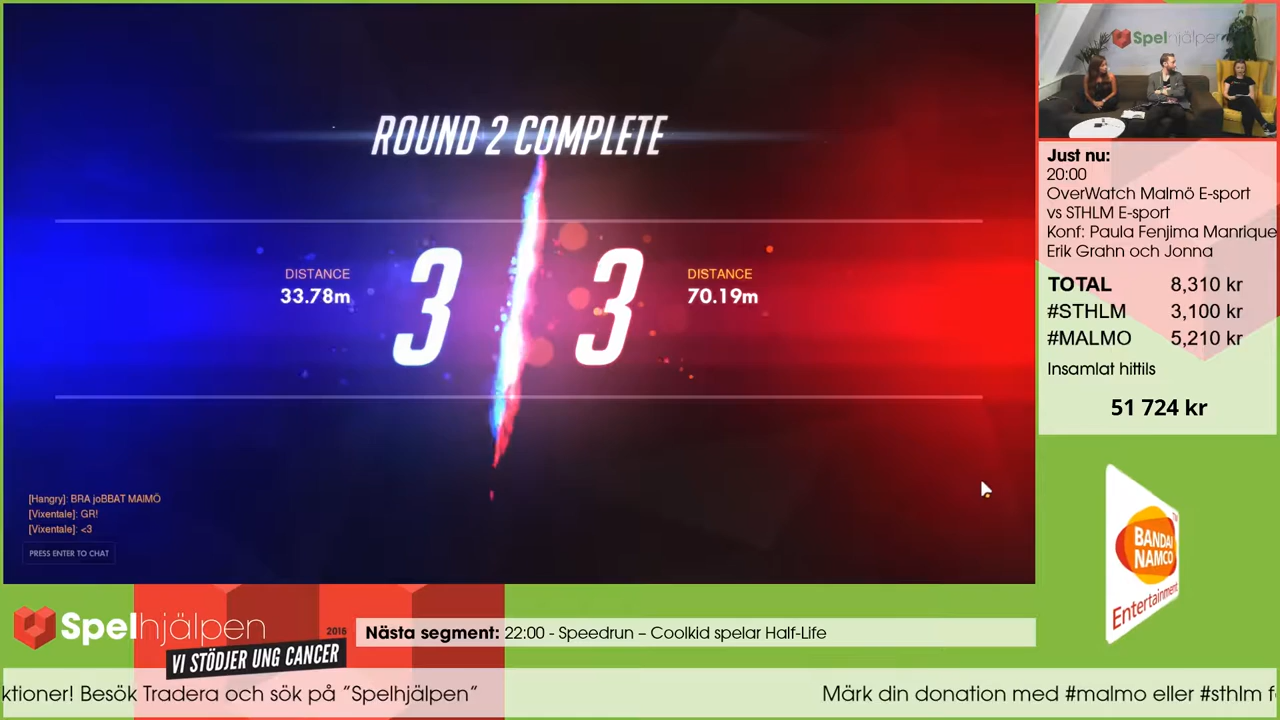 ROUND 2 COMPLETE
DISTANCE
33.78m
3
3
DISTANCE
70.19m
[Hangry]: BRA joBBAT MAlMÖ
[Vixentale]: GR!
[Vixentale]: <3
PRESS ENTER TO CHAT
Spelhjälpen
Just nu:
20:00
OverWatch Malmö E-sport
vs STHLM E-sport
Konf: Paula Fenjima Manrique
Erik Grahn och Jonna
TOTAL 8,310 kr
#STHLM 3,100 kr
#MALMO 5,210 kr
Insamlat hittils
51 724 kr
BANDAI
NAMCO
Entertainment
Spelhjälpen
2016
VI STÖDJER UNG CANCER
Nästa segment: 22:00 - Speedrun – Coolkid spelar Half-Life
ktioner! Besök Tradera och sök på ”Spelhjälpen” Märk din donation med #malmo eller #sthlm f